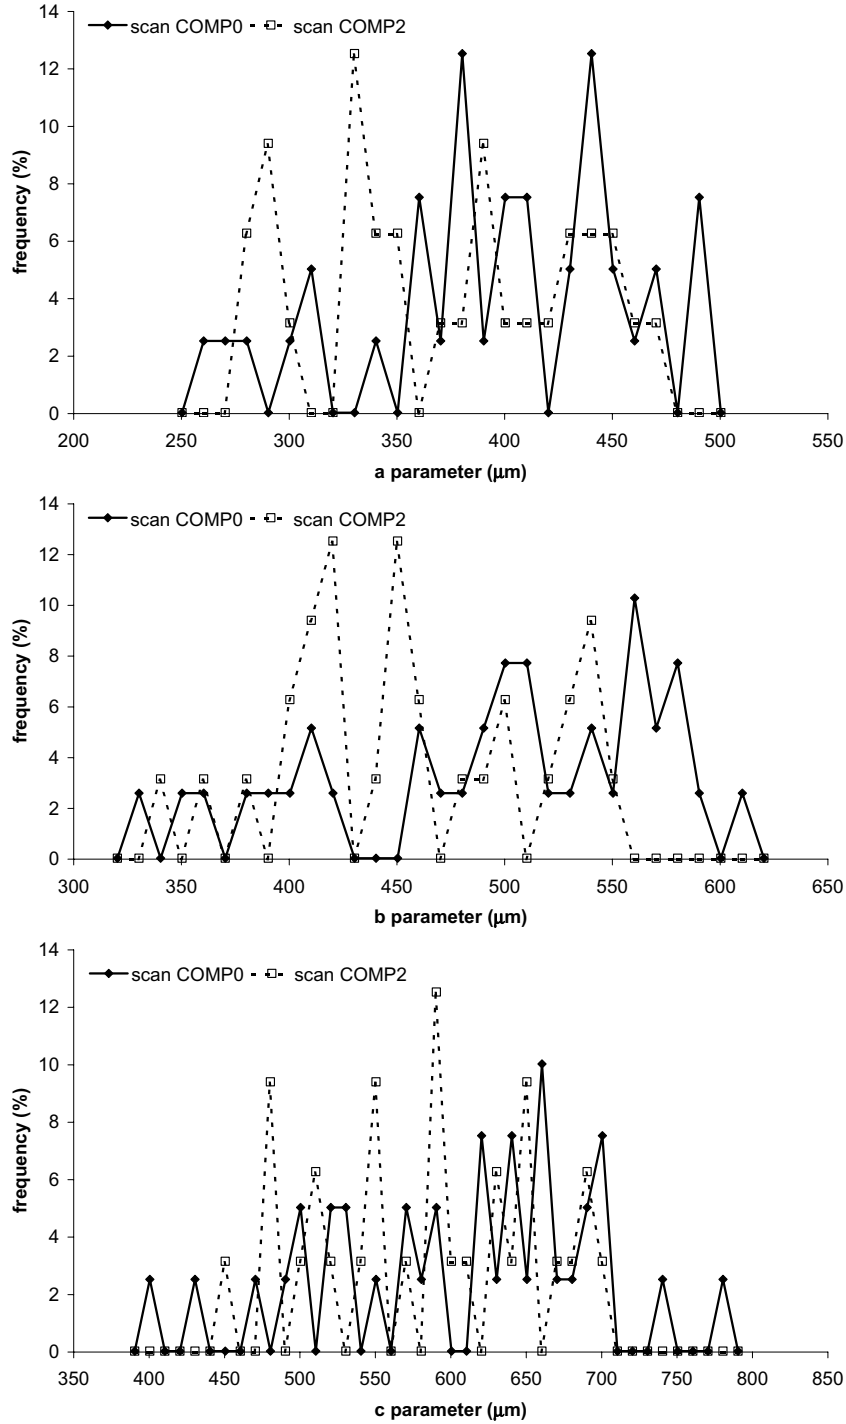 14
scan COMP0 scan COMP2
12
10
8
6
4
2
0
frequency (%)
200 250 300 350 400 450 500 550
a parameter (μm)
14
scan COMP0 scan COMP2
12
10
8
6
4
2
0
frequency (%)
300 350 400 450 500 550 600 650
b parameter (μm)
14
scan COMP0 scan COMP2
12
10
8
6
4
2
0
frequency (%)
350 400 450 500 550 600 650 700 750 800 850
c parameter (μm)